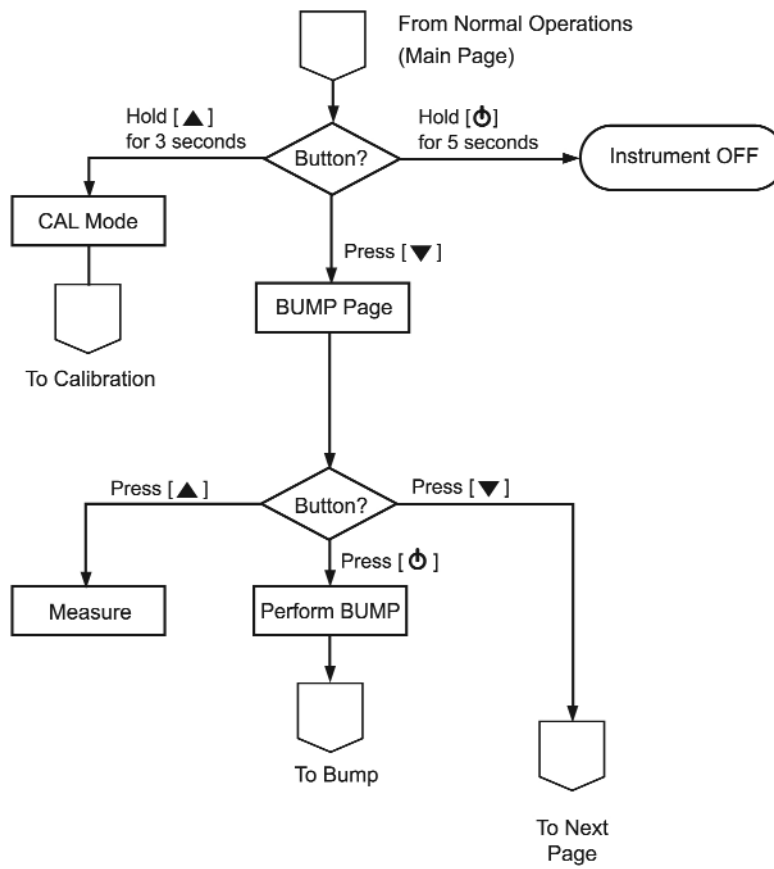 From Normal Operations
(Main Page)
Hold [▲]
for 3 seconds
Button?
Hold [⏻]
for 5 seconds
Instrument OFF
CAL Mode
Press [▼]
BUMP Page
To Calibration
Press [▲]
Button?
Press [▼]
Press [⏻]
Measure
Perform BUMP
To Bump
To Next
Page